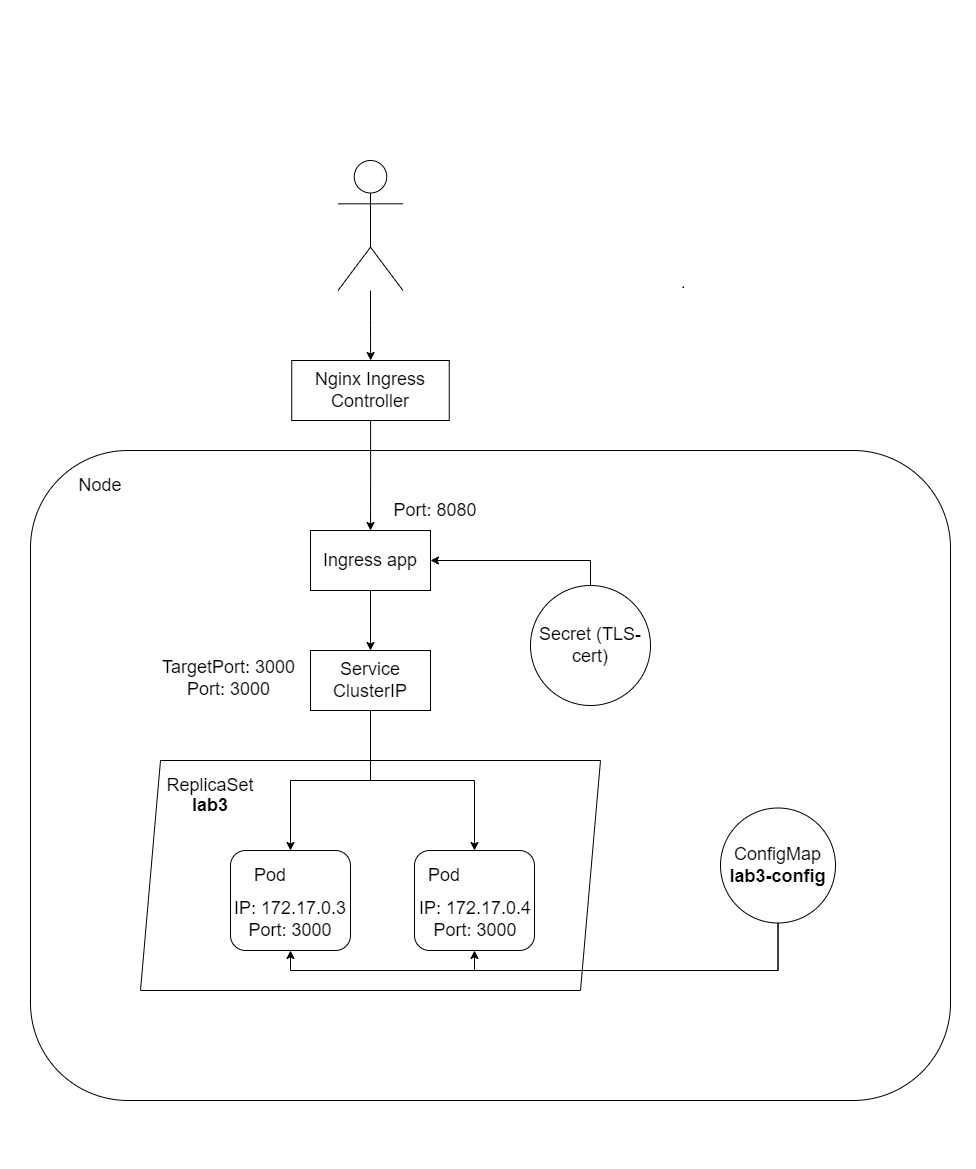 Nginx Ingress
Controller
Node
Port: 8080
Ingress app
Secret (TLS-
cert)
TargetPort: 3000
Port: 3000
Service
ClusterIP
ReplicaSet
lab3
Pod
IP: 172.17.0.3
Port: 3000
Pod
IP: 172.17.0.4
Port: 3000
ConfigMap
lab3-config